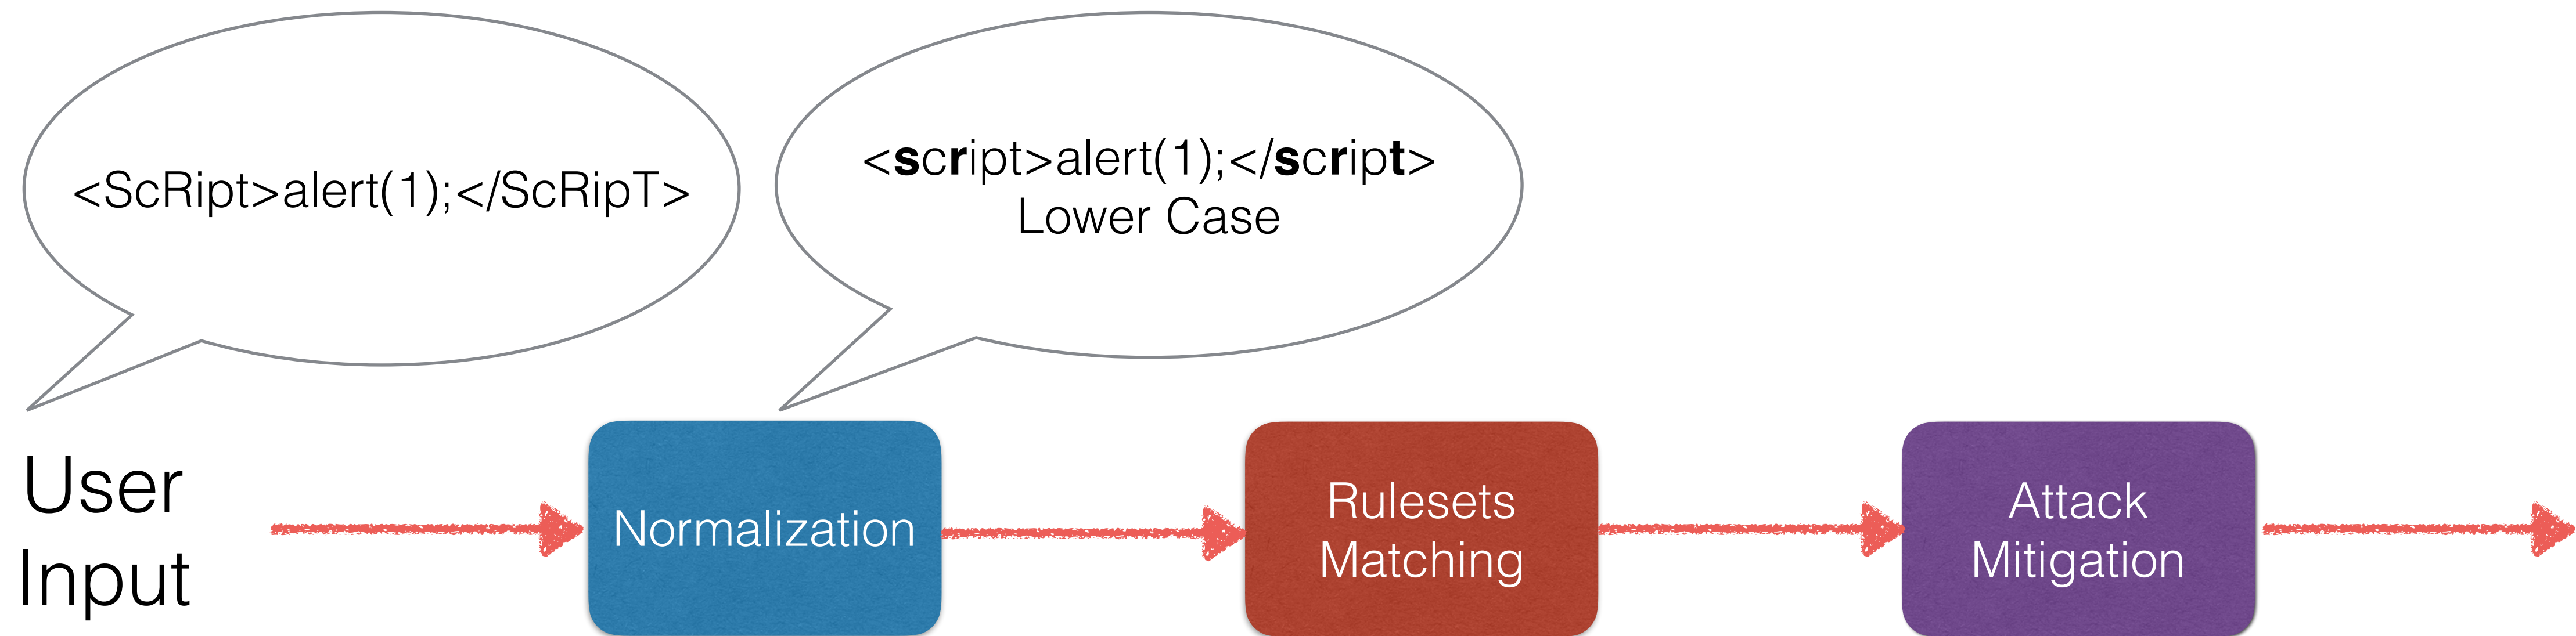 <ScRipt>alert(1);</ScRipT>
<script>alert(1);</script>
Lower Case
User
Input
Normalization
Rulesets
Matching
Attack
Mitigation